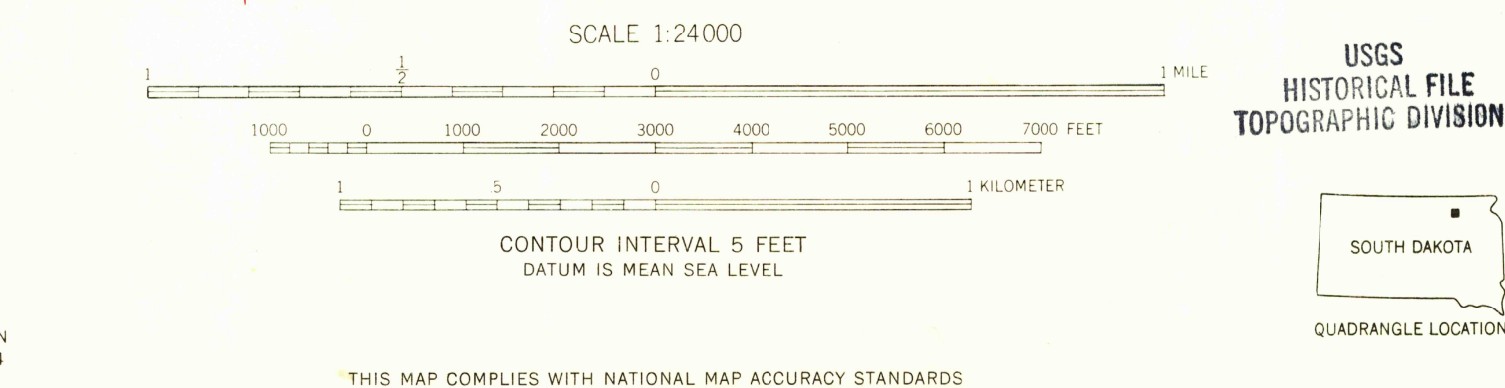 SCALE 1:24000
1 1/2 0 1 MILE
1000 0 1000 2000 3000 4000 5000 6000 7000 FEET
1 .5 0 1 KILOMETER
CONTOUR INTERVAL 5 FEET
DATUM IS MEAN SEA LEVEL
THIS MAP COMPLIES WITH NATIONAL MAP ACCURACY STANDARDS
USGS
HISTORICAL FILE
TOPOGRAPHIC DIVISION
SOUTH DAKOTA
QUADRANGLE LOCATION